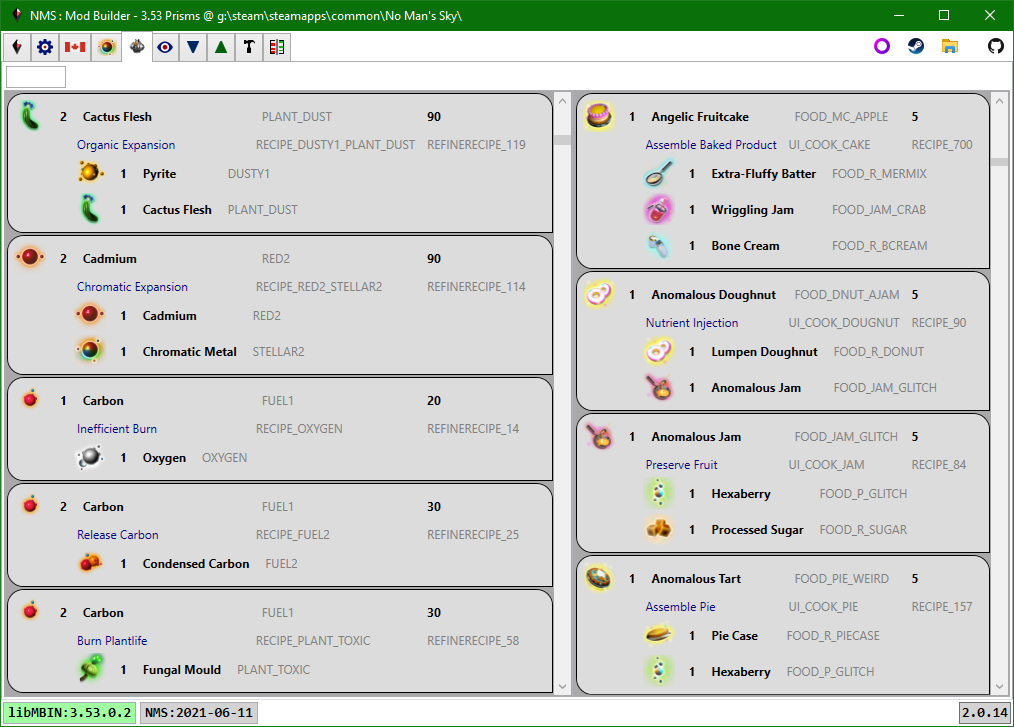 NMS : Mod Builder - 3.53 Prisms @ g:\steam\steamapps\common\No Man's Sky\
2 Cactus Flesh PLANT_DUST 90
Organic Expansion RECIPE_DUSTY1_PLANT_DUST REFINERECIPE_119
1 Pyrite DUSTY1
1 Cactus Flesh PLANT_DUST
2 Cadmium RED2 90
Chromatic Expansion RECIPE_RED2_STELLAR2 REFINERECIPE_114
1 Cadmium RED2
1 Chromatic Metal STELLAR2
1 Carbon FUEL1 20
Inefficient Burn RECIPE_OXYGEN REFINERECIPE_14
1 Oxygen OXYGEN
2 Carbon FUEL1 30
Release Carbon RECIPE_FUEL2 REFINERECIPE_25
1 Condensed Carbon FUEL2
2 Carbon FUEL1 30
Burn Plantlife RECIPE_PLANT_TOXIC REFINERECIPE_58
1 Fungal Mould PLANT_TOXIC
1 Angelic Fruitcake FOOD_MC_APPLE 5
Assemble Baked Product UI_COOK_CAKE RECIPE_700
1 Extra-Fluffy Batter FOOD_R_MERMIX
1 Wriggling Jam FOOD_JAM_CRAB
1 Bone Cream FOOD_R_BCREAM
1 Anomalous Doughnut FOOD_DNUT_AJAM 5
Nutrient Injection UI_COOK_DOUGNUT RECIPE_90
1 Lumpen Doughnut FOOD_R_DONUT
1 Anomalous Jam FOOD_JAM_GLITCH
1 Anomalous Jam FOOD_JAM_GLITCH 5
Preserve Fruit UI_COOK_JAM RECIPE_84
1 Hexaberry FOOD_P_GLITCH
1 Processed Sugar FOOD_R_SUGAR
1 Anomalous Tart FOOD_PIE_WEIRD 5
Assemble Pie UI_COOK_PIE RECIPE_157
1 Pie Case FOOD_R_PIECASE
1 Hexaberry FOOD_P_GLITCH
libMBIN:3.53.0.2 NMS:2021-06-11 2.0.14